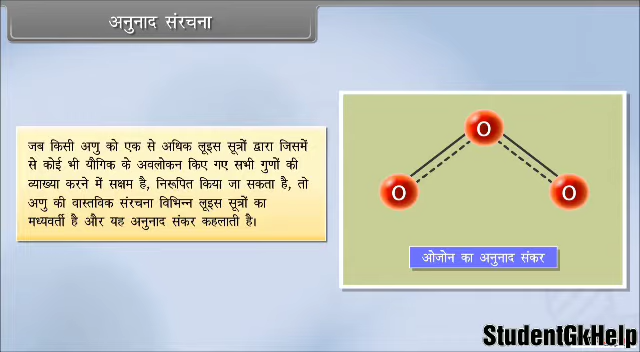 अनुनाद संरचना
जब किसी अणु को एक से अधिक लूइस सूत्रों द्वारा जिसमें
से कोई भी यौगिक के अवलोकन किए गए सभी गुणों की
व्याख्या करने में सक्षम है, निरूपित किया जा सकता है, तो
अणु की वास्तविक संरचना विभिन्न लूइस सूत्रों का
मध्यवर्ती है और यह अनुनाद संकर कहलाती है।
O
O
O
ओजोन का अनुनाद संकर
StudentGkHelp